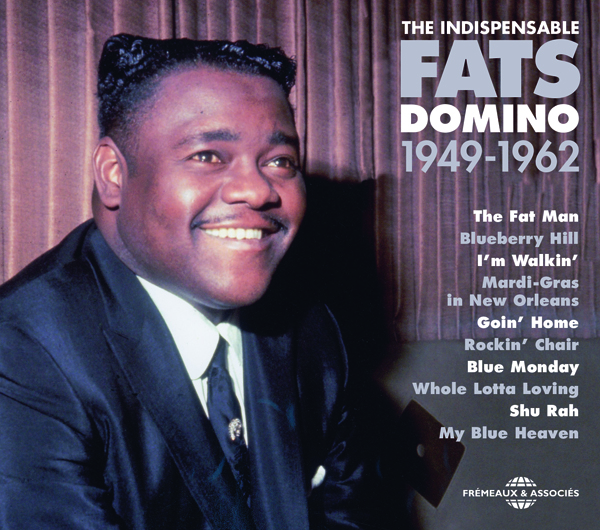 THE INDISPENSABLE
FATS
DOMINO
1949-1962
The Fat Man
Blueberry Hill
I'm Walkin'
Mardi-Gras
in New Orleans
Goin' Home
Rockin' Chair
Blue Monday
Whole Lotta Loving
Shu Rah
My Blue Heaven
FRÉMEAUX & ASSOCIÉS